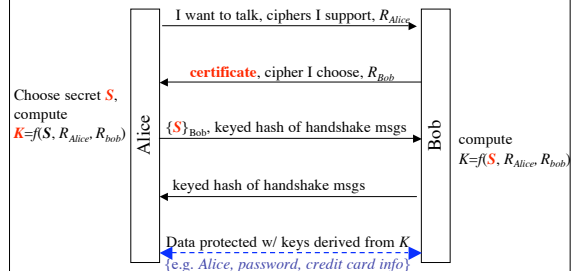 I want to talk, ciphers I support, R_Alice
certificate, cipher I choose, R_Bob
Choose secret S,
compute
K=f(S, R_Alice, R_bob)
Alice
{S}_Bob, keyed hash of handshake msgs
Bob
compute
K=f(S, R_Alice, R_bob)
keyed hash of handshake msgs
Data protected w/ keys derived from K
{e.g. Alice, password, credit card info}